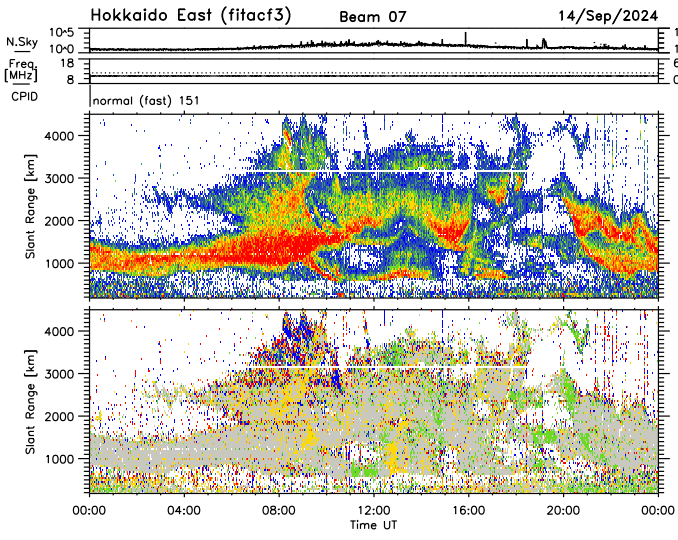 Hokkaido East (fitacf3) Beam 07 14/Sep/2024
N.Sky 10^5 10^0
Freq. [MHz] 18 8
CPID normal (fast) 151
Slant Range [km] 4000 3000 2000 1000
Slant Range [km] 4000 3000 2000 1000
00:00 04:00 08:00 12:00 16:00 20:00 00:00
Time UT